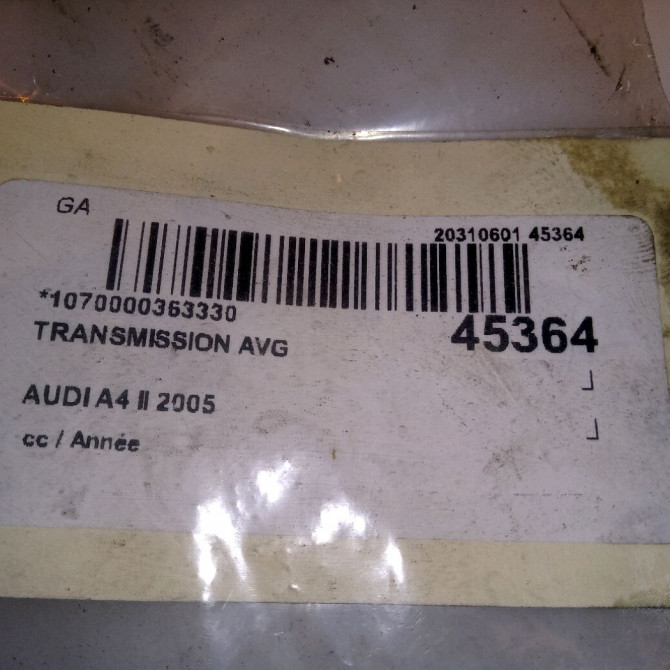 GA
20310601 45364
*1070000363330
45364
TRANSMISSION AVG
AUDI A4 II 2005
cc / Année